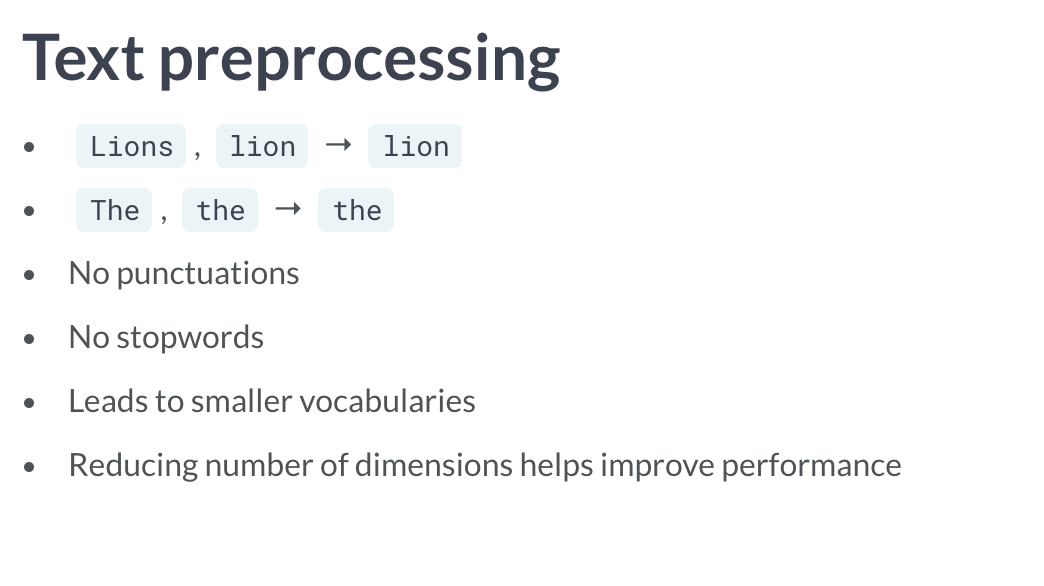 Text preprocessing
• Lions , lion → lion
• The , the → the
• No punctuations
• No stopwords
• Leads to smaller vocabularies
• Reducing number of dimensions helps improve performance